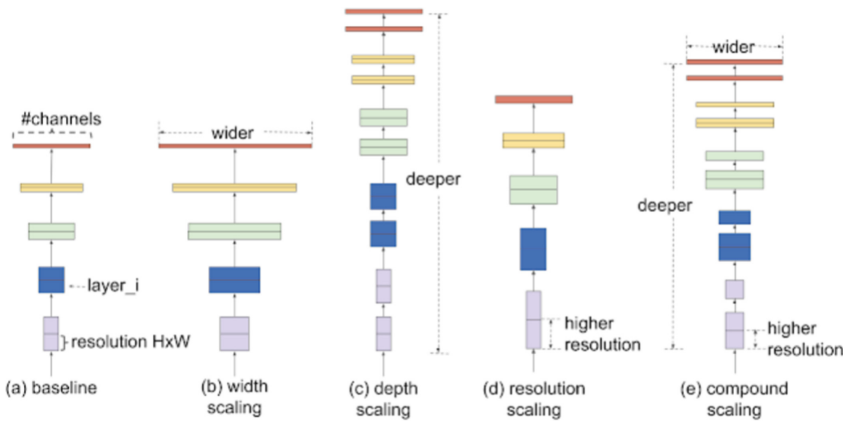 #channels
wider
deeper
wider
deeper
layer_i
resolution HxW
higher
resolution
higher
resolution
(a) baseline
(b) width
scaling
(c) depth
scaling
(d) resolution
scaling
(e) compound
scaling